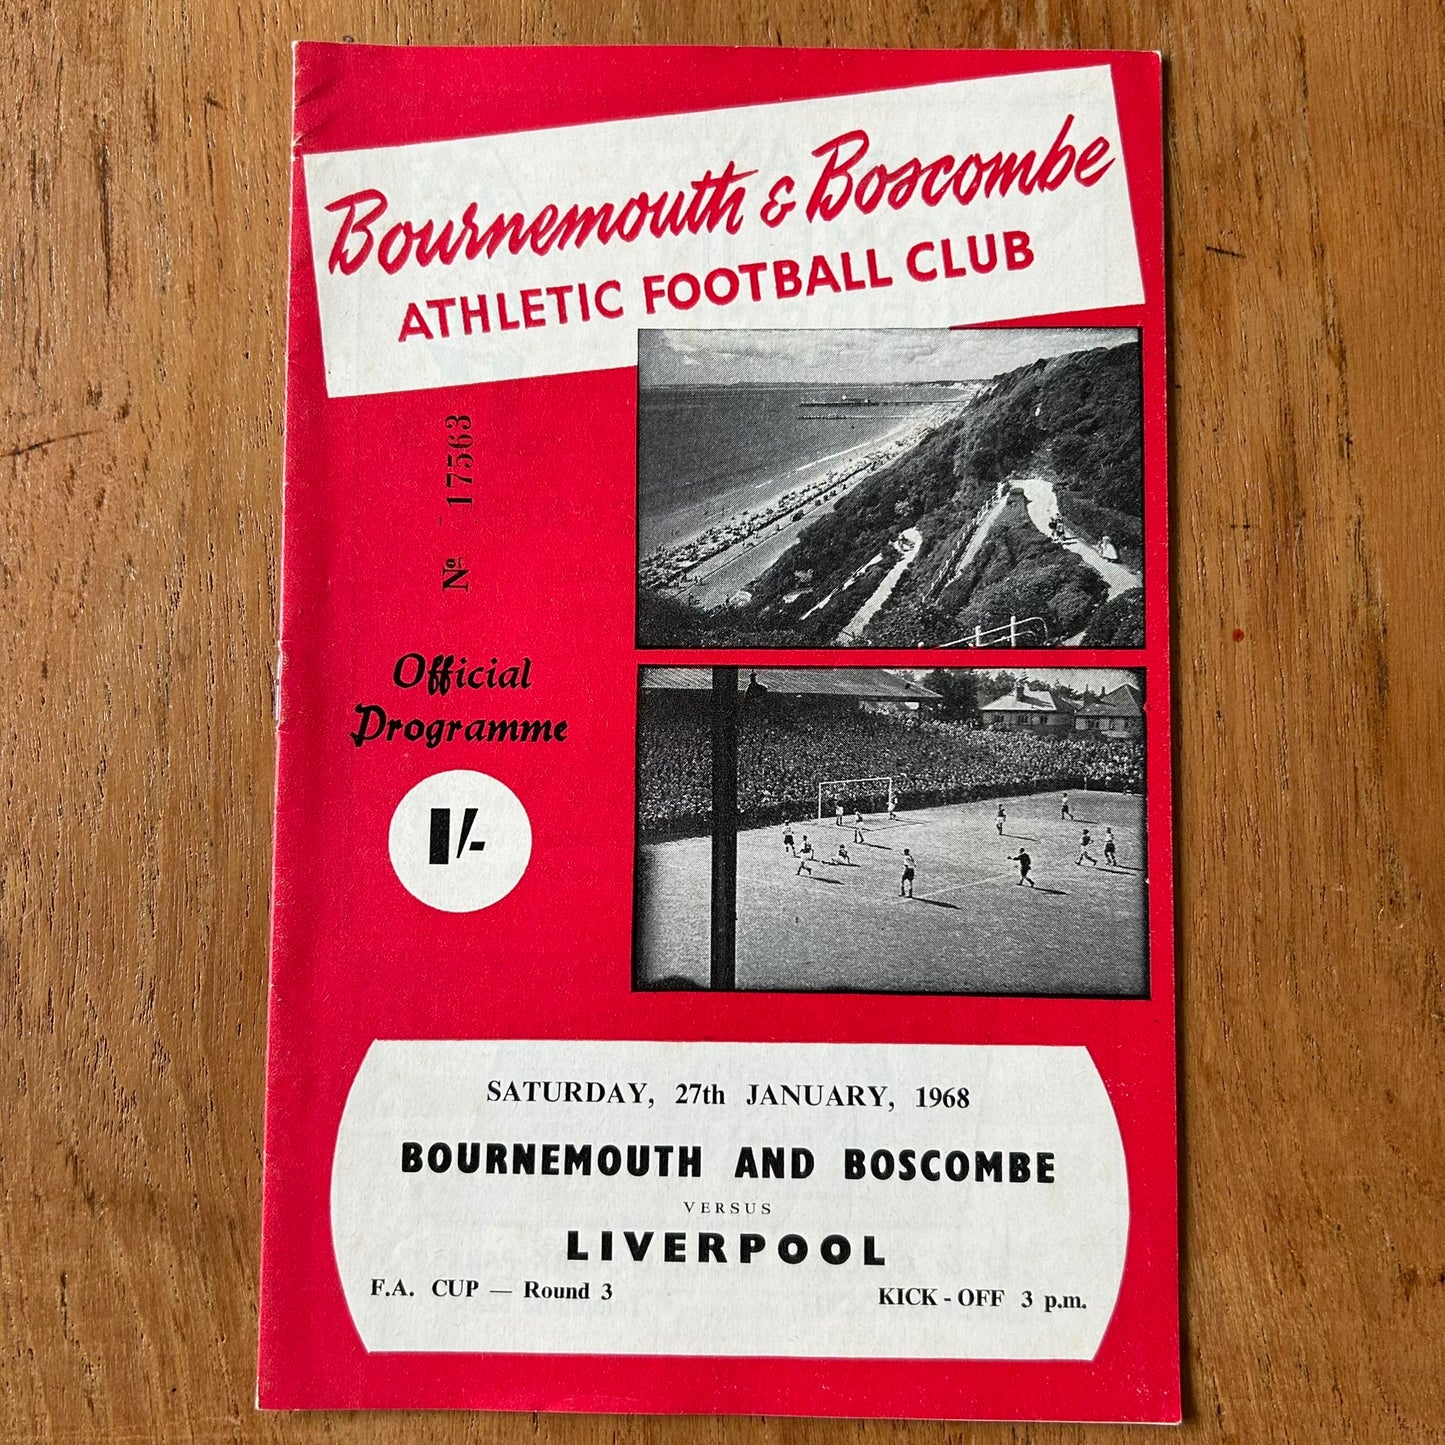 Bournemouth & Boscombe
ATHLETIC FOOTBALL CLUB
Nº 17563
Official
Programme
1/-
SATURDAY, 27th JANUARY, 1968
BOURNEMOUTH AND BOSCOMBE
VERSUS
LIVERPOOL
F.A. CUP — Round 3
KICK - OFF 3 p.m.